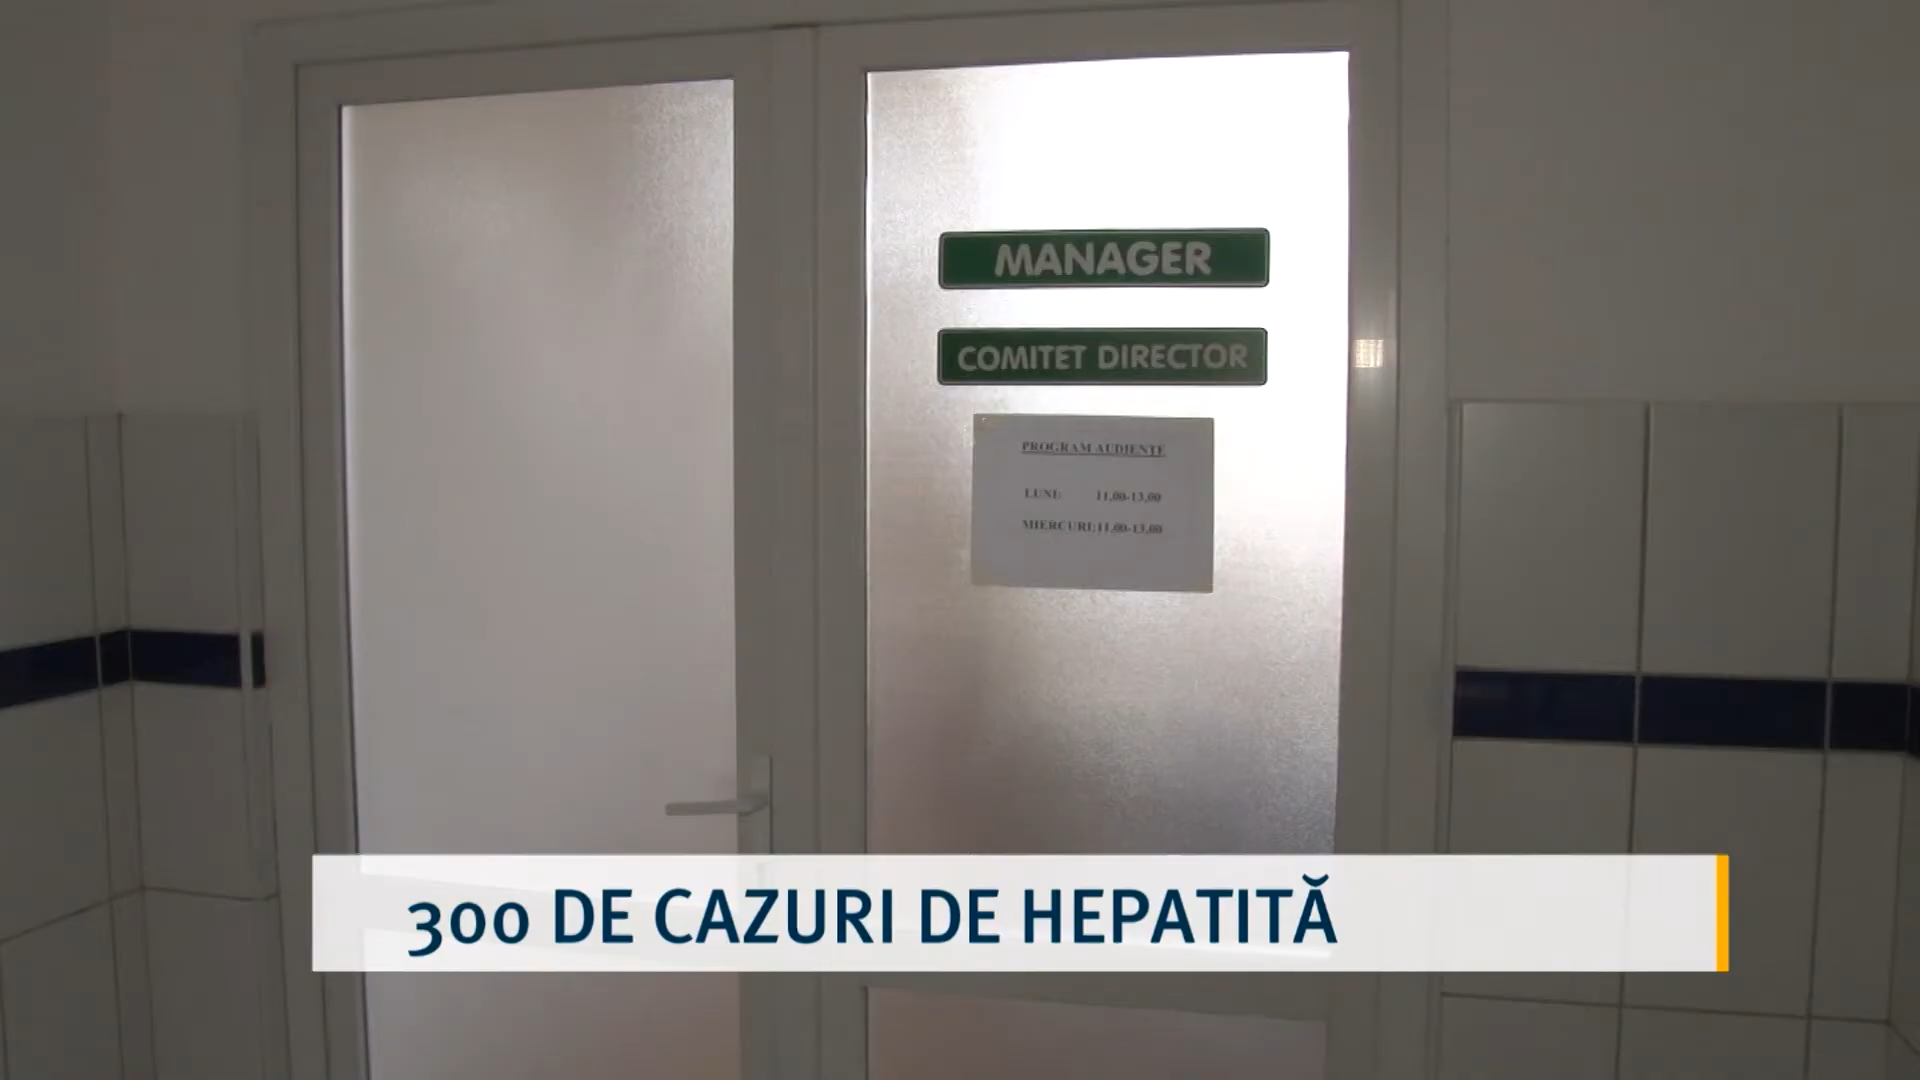 MANAGER
COMITET DIRECTOR
PROGRAM AUDIENTE
LUNI: 11,00-13,00
MIERCURI:11,00-13,00
300 DE CAZURI DE HEPATITĂ